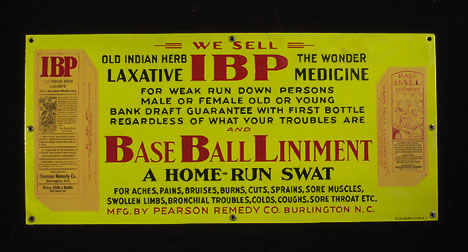 WE SELL
OLD INDIAN HERB IBP THE WONDER
LAXATIVE MEDICINE
FOR WEAK RUN DOWN PERSONS
MALE OR FEMALE OLD OR YOUNG
BANK DRAFT GUARANTEE WITH FIRST BOTTLE
REGARDLESS OF WHAT YOUR TROUBLES ARE
AND
BASE BALL LINIMENT
A HOME-RUN SWAT
FOR ACHES, PAINS, BRUISES, BURNS, CUTS, SPRAINS, SORE MUSCLES,
SWOLLEN LIMBS, BRONCHIAL TROUBLES, COLDS, COUGHS, SORE THROAT ETC.
MFG. BY PEARSON REMEDY CO. BURLINGTON N.C.
IBP
Pearson Remedy Co
BASE
BALL
LINIMENT